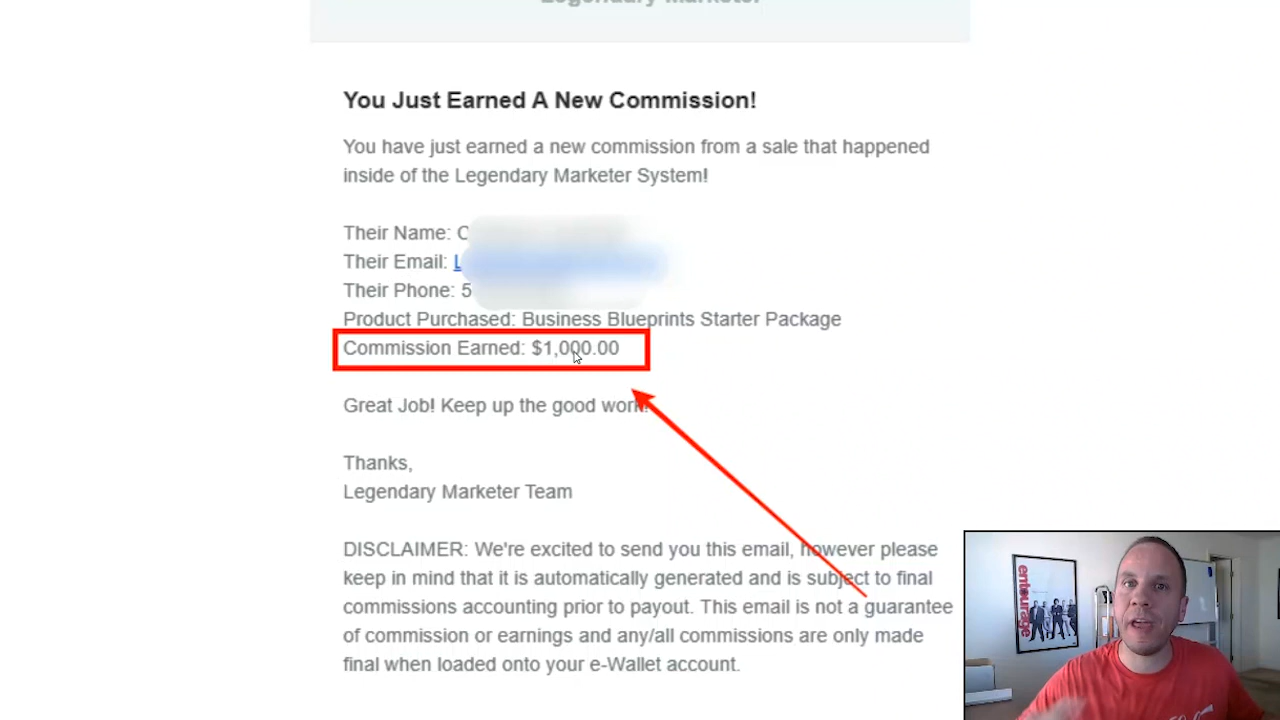 Legendary Marketer
You Just Earned A New Commission!
You have just earned a new commission from a sale that happened
inside of the Legendary Marketer System!
Their Name: C
Their Email: L
Their Phone: 5
Product Purchased: Business Blueprints Starter Package
Commission Earned: $1,000.00
Great Job! Keep up the good work!
Thanks,
Legendary Marketer Team
DISCLAIMER: We're excited to send you this email, however please
keep in mind that it is automatically generated and is subject to final
commissions accounting prior to payout. This email is not a guarantee
of commission or earnings and any/all commissions are only made
final when loaded onto your e-Wallet account.
entourage